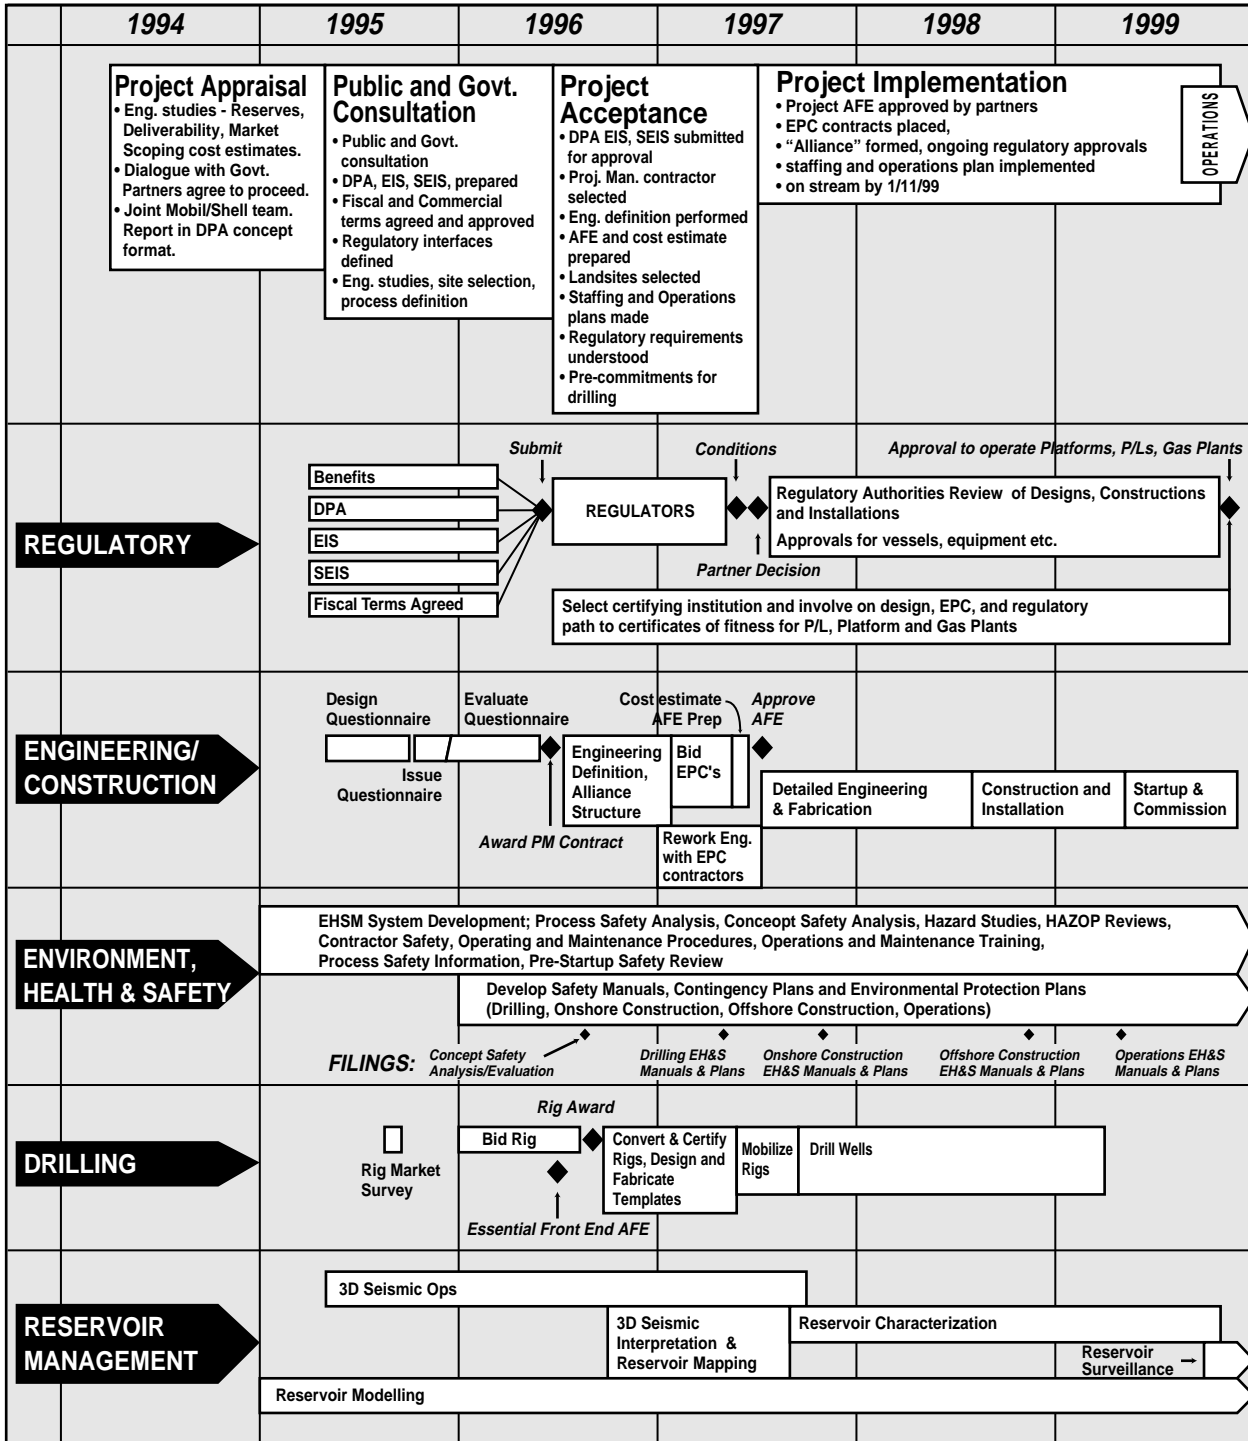 1994 1995 1996 1997 1998 1999
Project Appraisal
• Eng. studies - Reserves,
Deliverability, Market
Scoping cost estimates.
• Dialogue with Govt.
Partners agree to proceed.
• Joint Mobil/Shell team.
Report in DPA concept
format.
Public and Govt.
Consultation
• Public and Govt.
consultation
• DPA, EIS, SEIS, prepared
• Fiscal and Commercial
terms agreed and approved
• Regulatory interfaces
defined
• Eng. studies, site selection,
process definition
Project
Acceptance
• DPA EIS, SEIS submitted
for approval
• Proj. Man. contractor
selected
• Eng. definition performed
• AFE and cost estimate
prepared
• Landsites selected
• Staffing and Operations
plans made
• Regulatory requirements
understood
• Pre-commitments for
drilling
Project Implementation
• Project AFE approved by partners
• EPC contracts placed,
• “Alliance” formed, ongoing regulatory approvals
• staffing and operations plan implemented
• on stream by 1/11/99
OPERATIONS
REGULATORY
Benefits
DPA
EIS
SEIS
Fiscal Terms Agreed
Submit
REGULATORS
Conditions
Partner Decision
Approval to operate Platforms, P/Ls, Gas Plants
Regulatory Authorities Review of Designs, Constructions
and Installations
Approvals for vessels, equipment etc.
Select certifying institution and involve on design, EPC, and regulatory
path to certificates of fitness for P/L, Platform and Gas Plants
ENGINEERING/
CONSTRUCTION
Design
Questionnaire
Issue
Questionnaire
Evaluate
Questionnaire
Award PM Contract
Engineering
Definition,
Alliance
Structure
Cost estimate
AFE Prep
Bid
EPC's
Approve
AFE
Rework Eng.
with EPC
contractors
Detailed Engineering
& Fabrication
Construction and
Installation
Startup &
Commission
ENVIRONMENT,
HEALTH & SAFETY
EHSM System Development; Process Safety Analysis, Conceopt Safety Analysis, Hazard Studies, HAZOP Reviews,
Contractor Safety, Operating and Maintenance Procedures, Operations and Maintenance Training,
Process Safety Information, Pre-Startup Safety Review
Develop Safety Manuals, Contingency Plans and Environmental Protection Plans
(Drilling, Onshore Construction, Offshore Construction, Operations)
FILINGS:
Concept Safety
Analysis/Evaluation
Drilling EH&S
Manuals & Plans
Onshore Construction
EH&S Manuals & Plans
Offshore Construction
EH&S Manuals & Plans
Operations EH&S
Manuals & Plans
DRILLING
Rig Market
Survey
Bid Rig
Rig Award
Essential Front End AFE
Convert & Certify
Rigs, Design and
Fabricate
Templates
Mobilize
Rigs
Drill Wells
RESERVOIR
MANAGEMENT
3D Seismic Ops
3D Seismic
Interpretation &
Reservoir Mapping
Reservoir Characterization
Reservoir
Surveillance
Reservoir Modelling